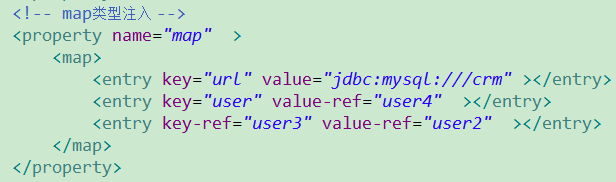 <!-- map类型注入 -->
<property name="map"  >
    <map>
        <entry key="url" value="jdbc:mysql:///crm" ></entry>
        <entry key="user" value-ref="user4"  ></entry>
        <entry key-ref="user3" value-ref="user2"  ></entry>
    </map>
</property>